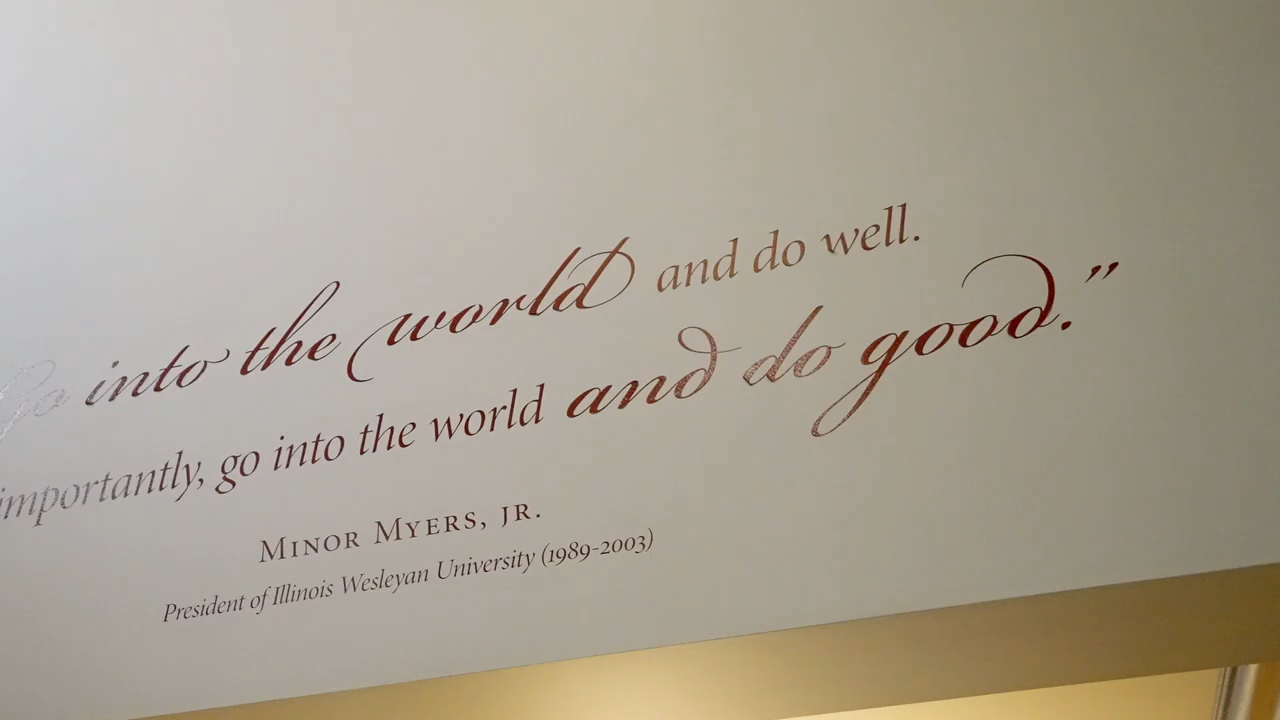 Go into the world and do well.
importantly, go into the world and do good.”
MINOR MYERS, JR.
President of Illinois Wesleyan University (1989-2003)